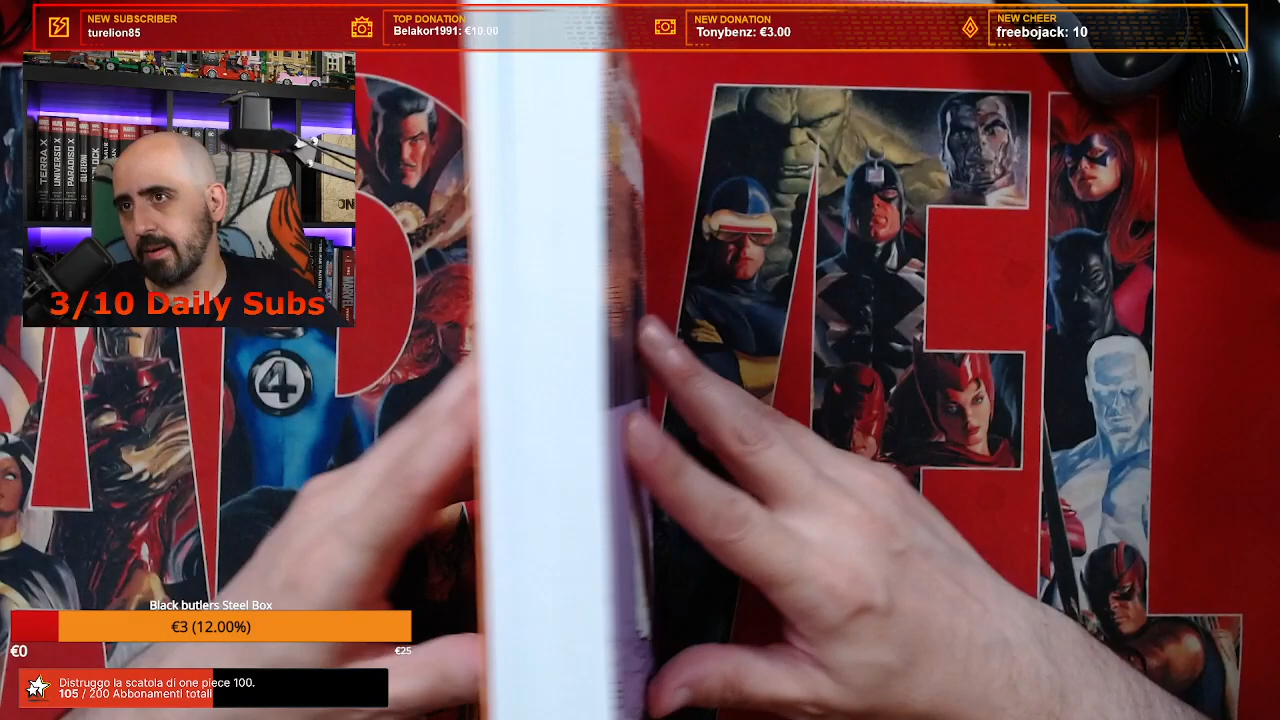 NEW SUBSCRIBER
turelion85
TOP DONATION
Belakor1991: €10.00
NEW DONATION
Tonybenz: €3.00
NEW CHEER
freebojack: 10
TERRA X
UNIVERSO X
PARADISO X
4
3/10 Daily Subs
Black butlers Steel Box
€3 (12.00%)
€0
€25
Distruggo la scatola di one piece 100.
105 / 200 Abbonamenti totali